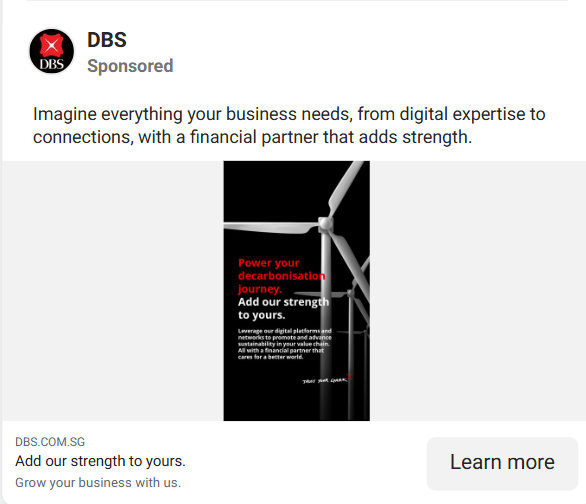 DBS
DBS
Sponsored
Imagine everything your business needs, from digital expertise to
connections, with a financial partner that adds strength.
Power your
decarbonisation
journey.
Add our strength
to yours.
Leverage our digital platforms and
networks to promote and advance
sustainability in your value chain.
All with a financial partner that
cares for a better world.
TRUST YOUR SPARK
DBS.COM.SG
Add our strength to yours.
Grow your business with us.
Learn more